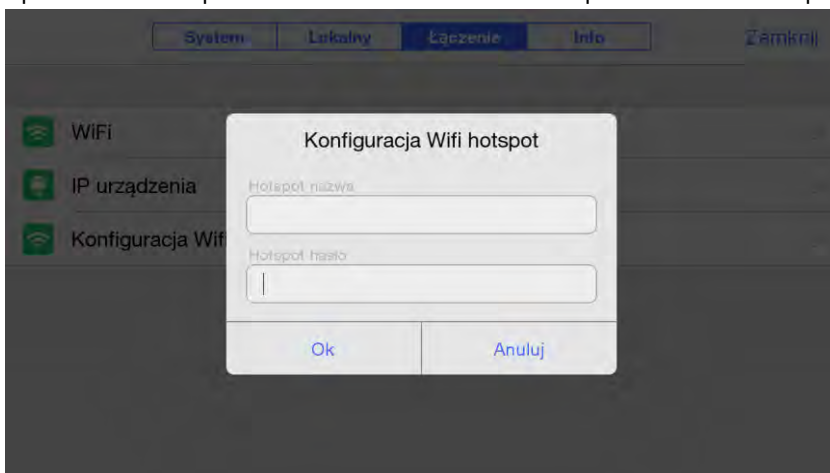 System Lokalny Łączenie Info Zamknij
WiFi
IP urządzenia
Konfiguracja Wif
Konfiguracja Wifi hotspot
Hotspot nazwa
Hotspot hasło
Ok Anuluj